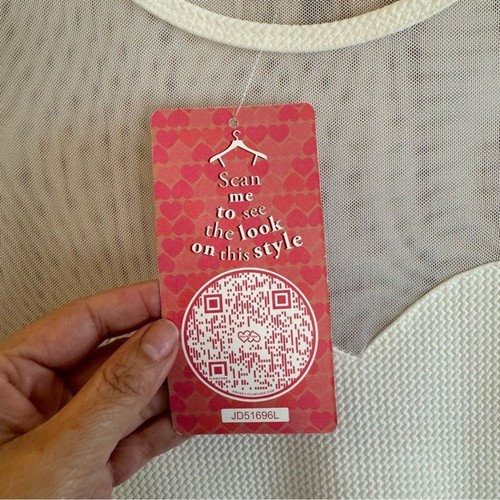 Scan
me
to see
the look
on this style
JD51696L